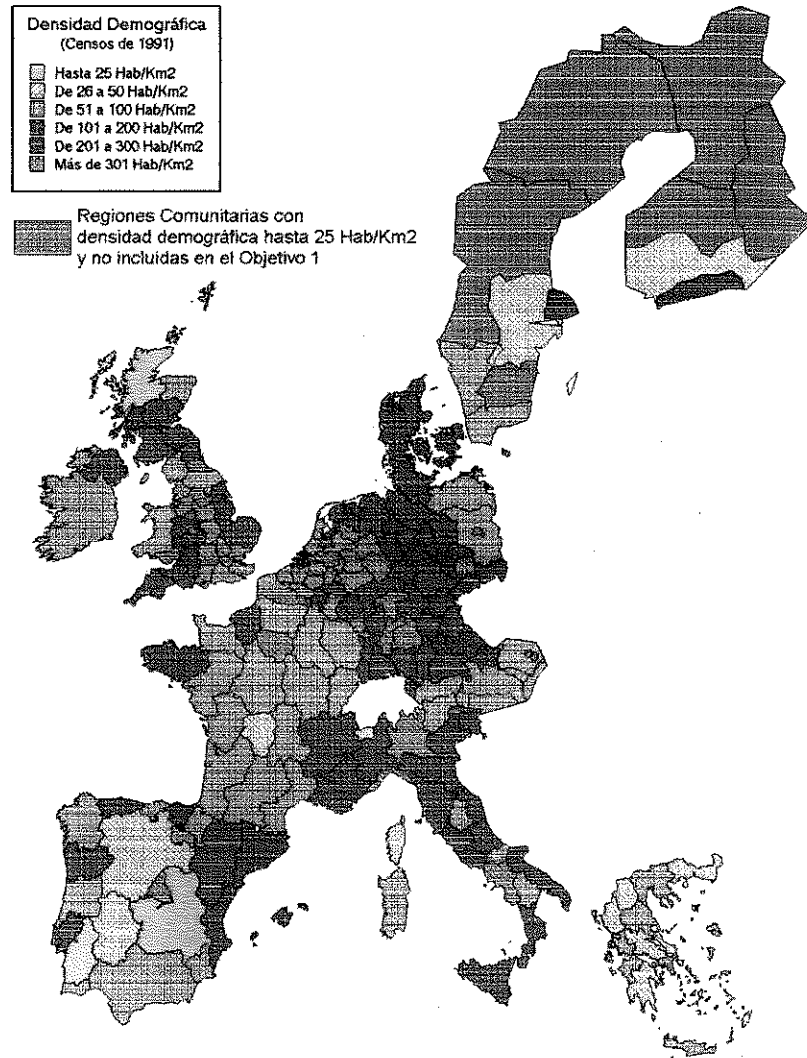 Densidad Demográfica
(Censos de 1991)
Hasta 25 Hab/Km2
De 26 a 50 Hab/Km2
De 51 a 100 Hab/Km2
De 101 a 200 Hab/Km2
De 201 a 300 Hab/Km2
Más de 301 Hab/Km2
Regiones Comunitarias con
densidad demográfica hasta 25 Hab/Km2
y no incluídas en el Objetivo 1